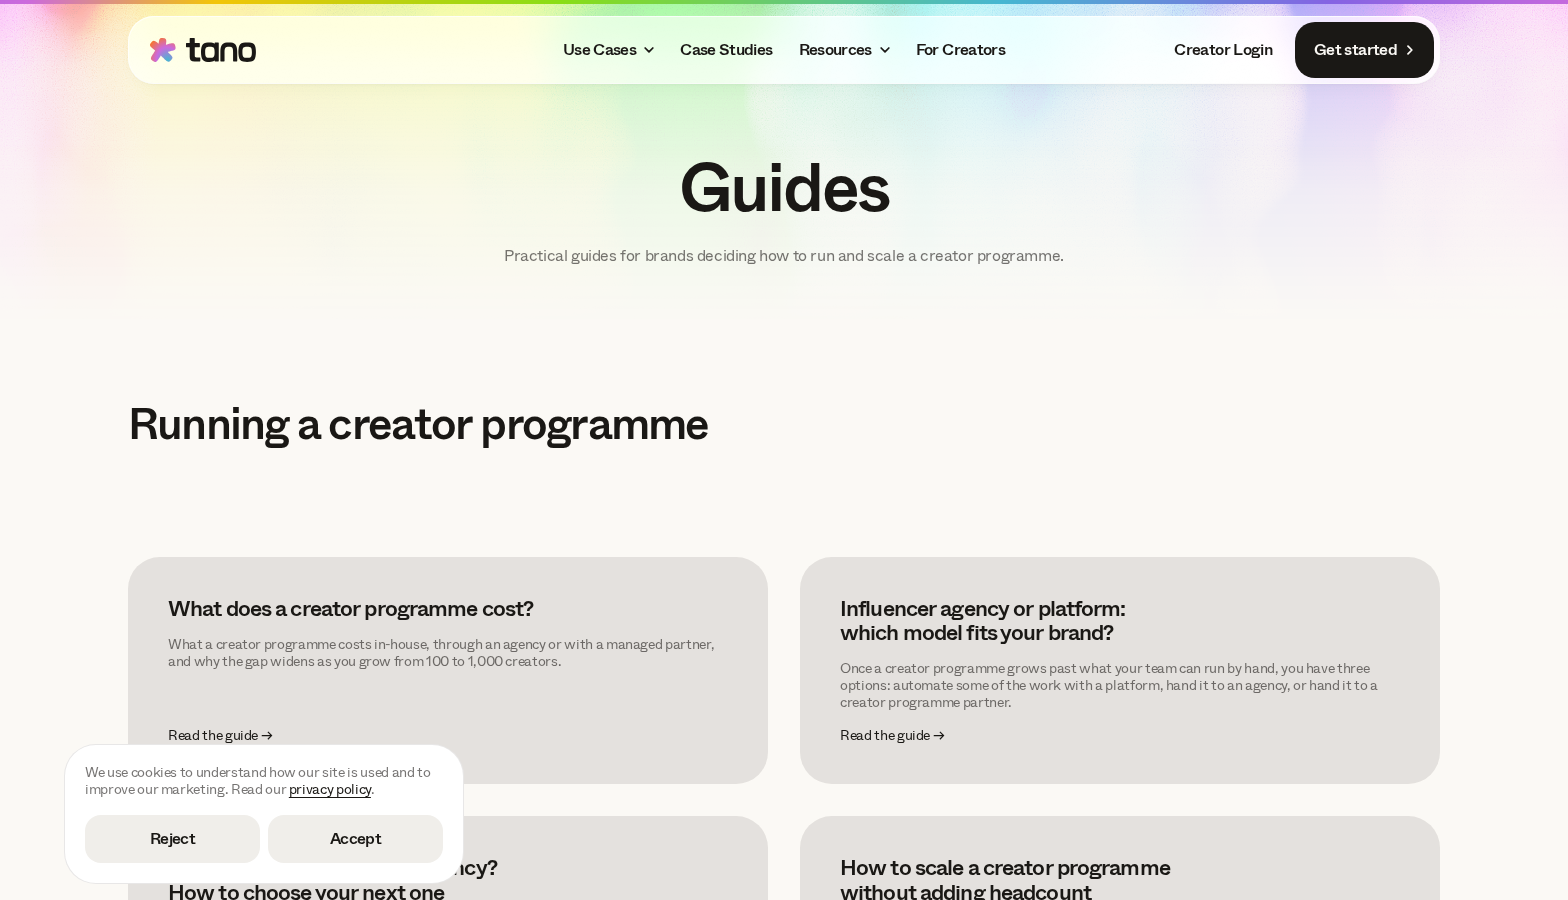 tano
Use Cases
Case Studies
Resources
For Creators
Creator Login
Get started
Guides
Practical guides for brands deciding how to run and scale a creator programme.
Running a creator programme
What does a creator programme cost?
What a creator programme costs in-house, through an agency or with a managed partner,
and why the gap widens as you grow from 100 to 1,000 creators.
Read the guide →
Influencer agency or platform:
which model fits your brand?
Once a creator programme grows past what your team can run by hand, you have three
options: automate some of the work with a platform, hand it to an agency, or hand it to a
creator programme partner.
Read the guide →
We use cookies to understand how our site is used and to
improve our marketing. Read our privacy policy.
Reject
Accept
How to choose your next one
How to scale a creator programme
without adding headcount